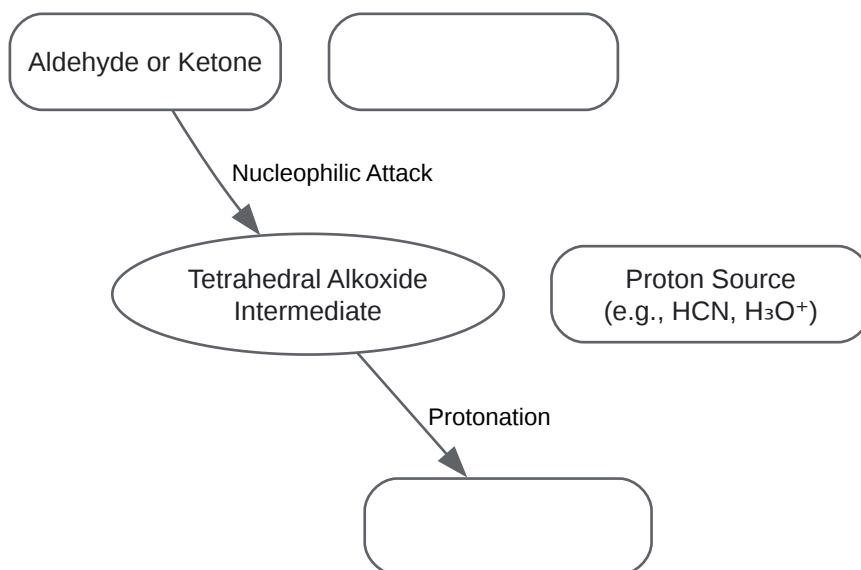 Aldehyde or Ketone
Nucleophilic Attack
Tetrahedral Alkoxide
Intermediate
Proton Source
(e.g., HCN, H₃O⁺)
Protonation